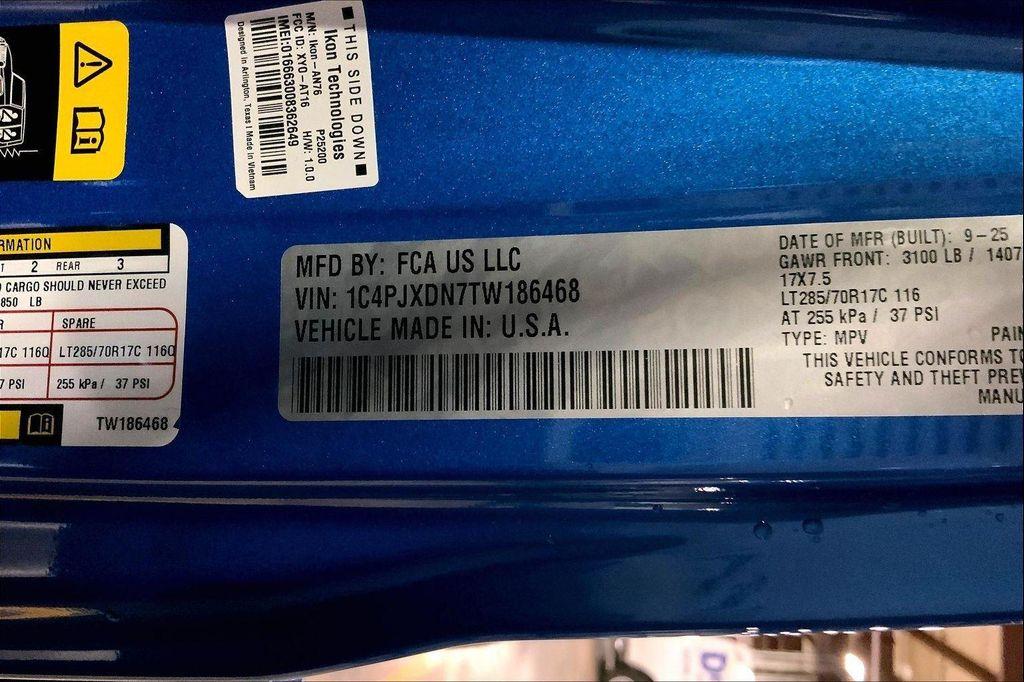 THIS SIDE DOWN
Ikon Technologies
M/N: Ikon-AN76 P25200
FCC ID: XYO-AT16 H/W: 1.0.0
IMEI:016663008362649
Designed in Arlington, Texas | Made in Vietnam
RMATION
T 2 REAR 3
CARGO SHOULD NEVER EXCEED
850 LB
R SPARE
17C 116Q LT285/70R17C 116Q
7 PSI 255 kPa / 37 PSI
TW186468
MFD BY: FCA US LLC
VIN: 1C4PJXDN7TW186468
VEHICLE MADE IN: U.S.A.
DATE OF MFR (BUILT): 9-25
GAWR FRONT: 3100 LB / 1407
17X7.5
LT285/70R17C 116
AT 255 kPa / 37 PSI
TYPE: MPV PAIN
THIS VEHICLE CONFORMS TO
SAFETY AND THEFT PREV
MANU
D